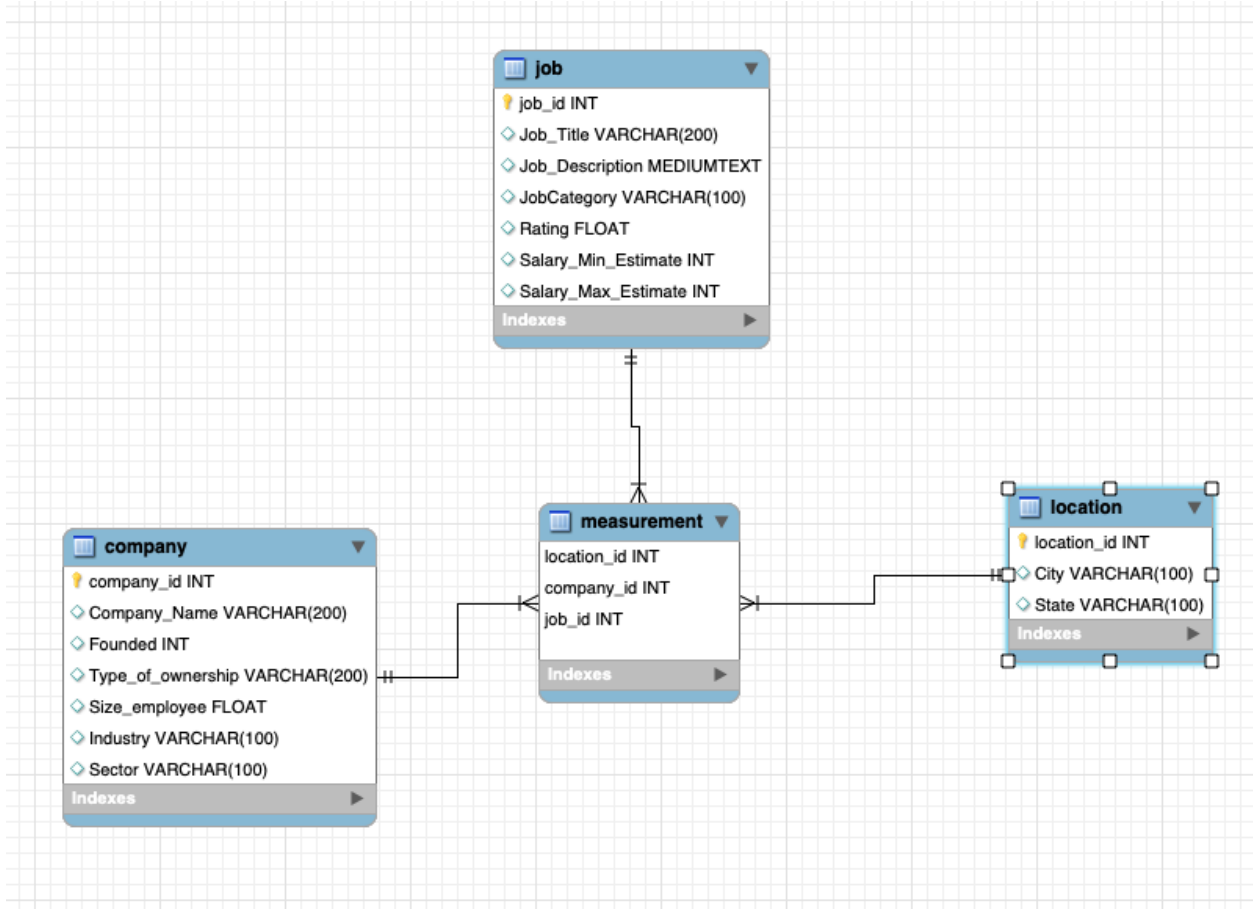 job
job_id INT
Job_Title VARCHAR(200)
Job_Description MEDIUMTEXT
JobCategory VARCHAR(100)
Rating FLOAT
Salary_Min_Estimate INT
Salary_Max_Estimate INT
Indexes
company
company_id INT
Company_Name VARCHAR(200)
Founded INT
Type_of_ownership VARCHAR(200)
Size_employee FLOAT
Industry VARCHAR(100)
Sector VARCHAR(100)
Indexes
measurement
location_id INT
company_id INT
job_id INT
Indexes
location
location_id INT
City VARCHAR(100)
State VARCHAR(100)
Indexes